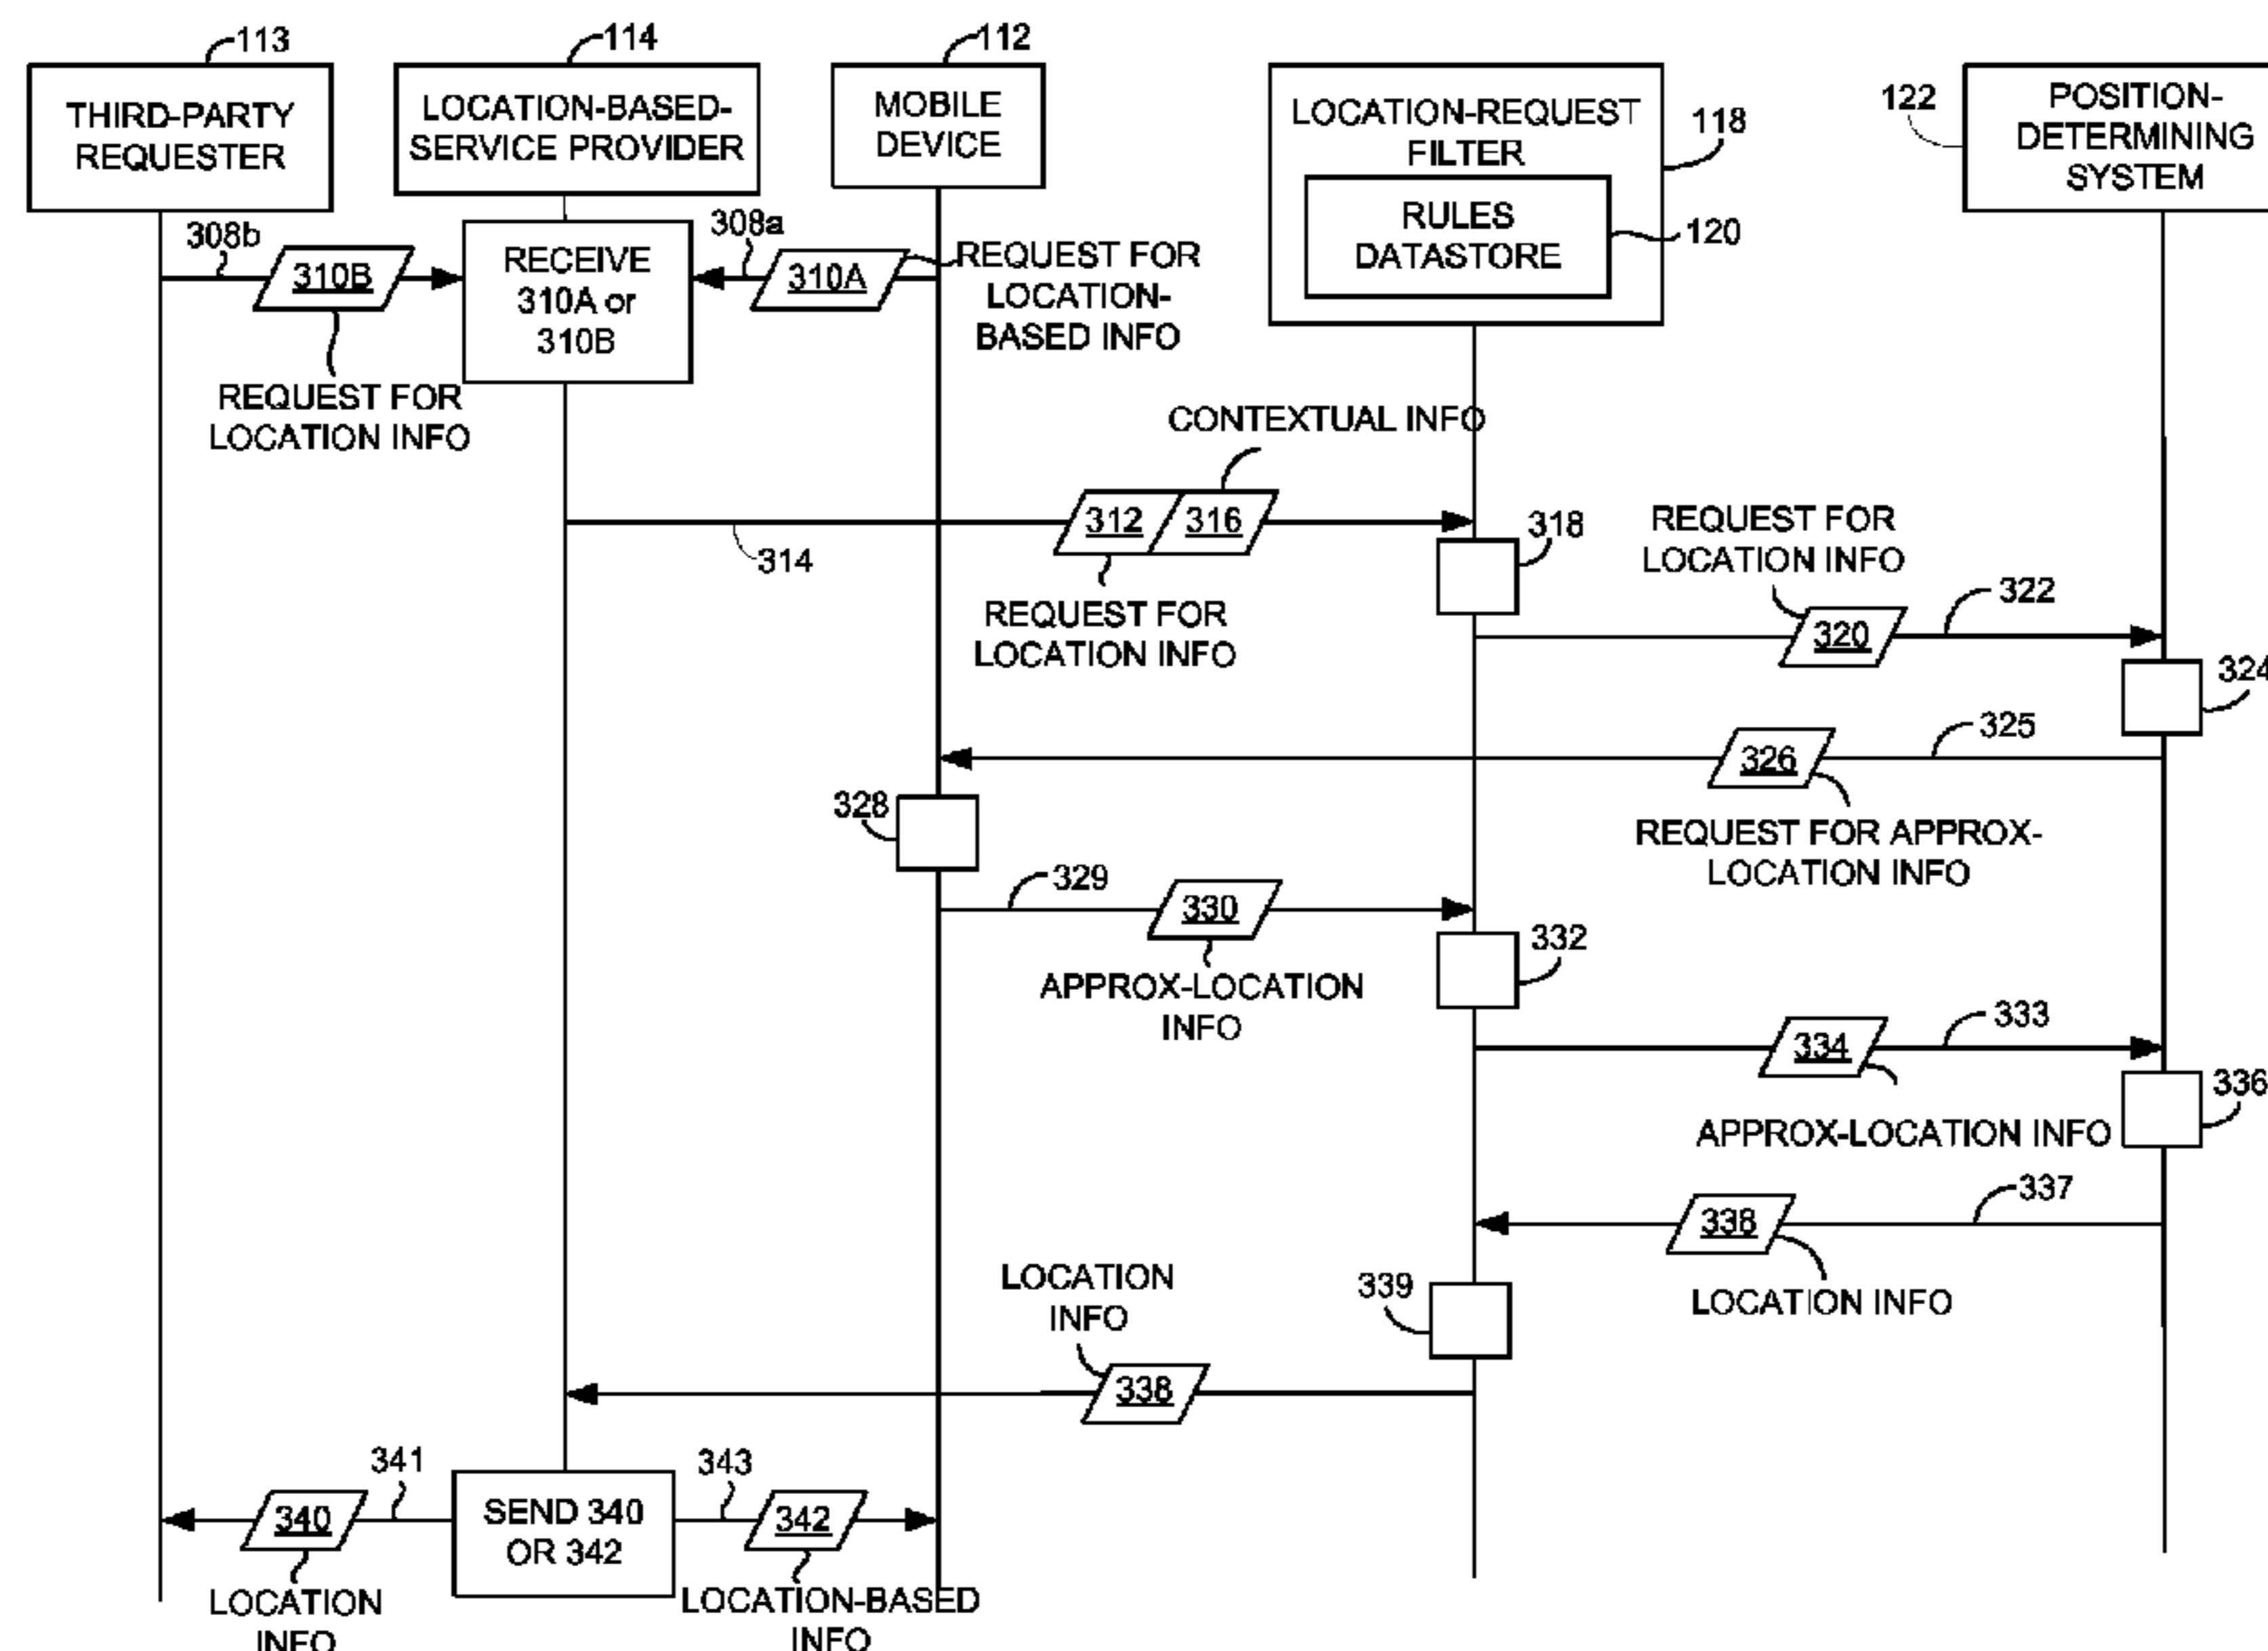 113
114
112
THIRD-PARTY
REQUESTER
LOCATION-BASED-
SERVICE PROVIDER
MOBILE
DEVICE
LOCATION-REQUEST
FILTER
118
RULES
DATASTORE
120
122
POSITION-
DETERMINING
SYSTEM
308b
310B
REQUEST FOR
LOCATION INFO
RECEIVE
310A or
310B
308a
310A
REQUEST FOR
LOCATION-
BASED INFO
CONTEXTUAL INFO
312
316
314
REQUEST FOR
LOCATION INFO
318
REQUEST FOR
LOCATION INFO
320
322
324
325
326
REQUEST FOR APPROX-
LOCATION INFO
328
329
330
APPROX-LOCATION
INFO
332
333
334
APPROX-LOCATION INFO
336
337
338
LOCATION INFO
339
LOCATION
INFO
338
341
340
LOCATION
INFO
SEND 340
OR 342
343
342
LOCATION-BASED
INFO